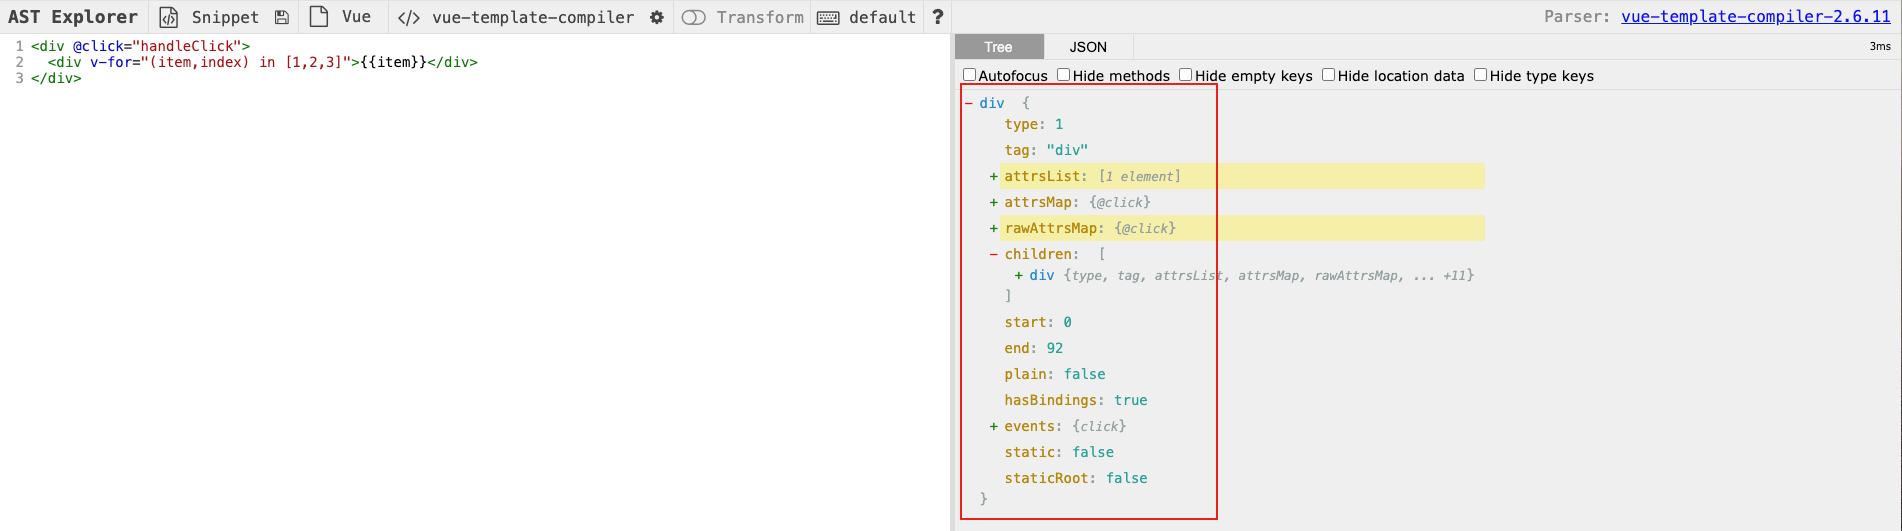 AST Explorer Snippet Vue </> vue-template-compiler Transform default ? Parser: vue-template-compiler-2.6.11
1 <div @click="handleClick">
2 <div v-for="(item,index) in [1,2,3]">{{item}}</div>
3 </div>
Tree JSON 3ms
Autofocus Hide methods Hide empty keys Hide location data Hide type keys
- div {
type: 1
tag: "div"
+ attrsList: [1 element]
+ attrsMap: {@click}
+ rawAttrsMap: {@click}
- children: [
+ div {type, tag, attrsList, attrsMap, rawAttrsMap, ... +11}
]
start: 0
end: 92
plain: false
hasBindings: true
+ events: {click}
static: false
staticRoot: false
}